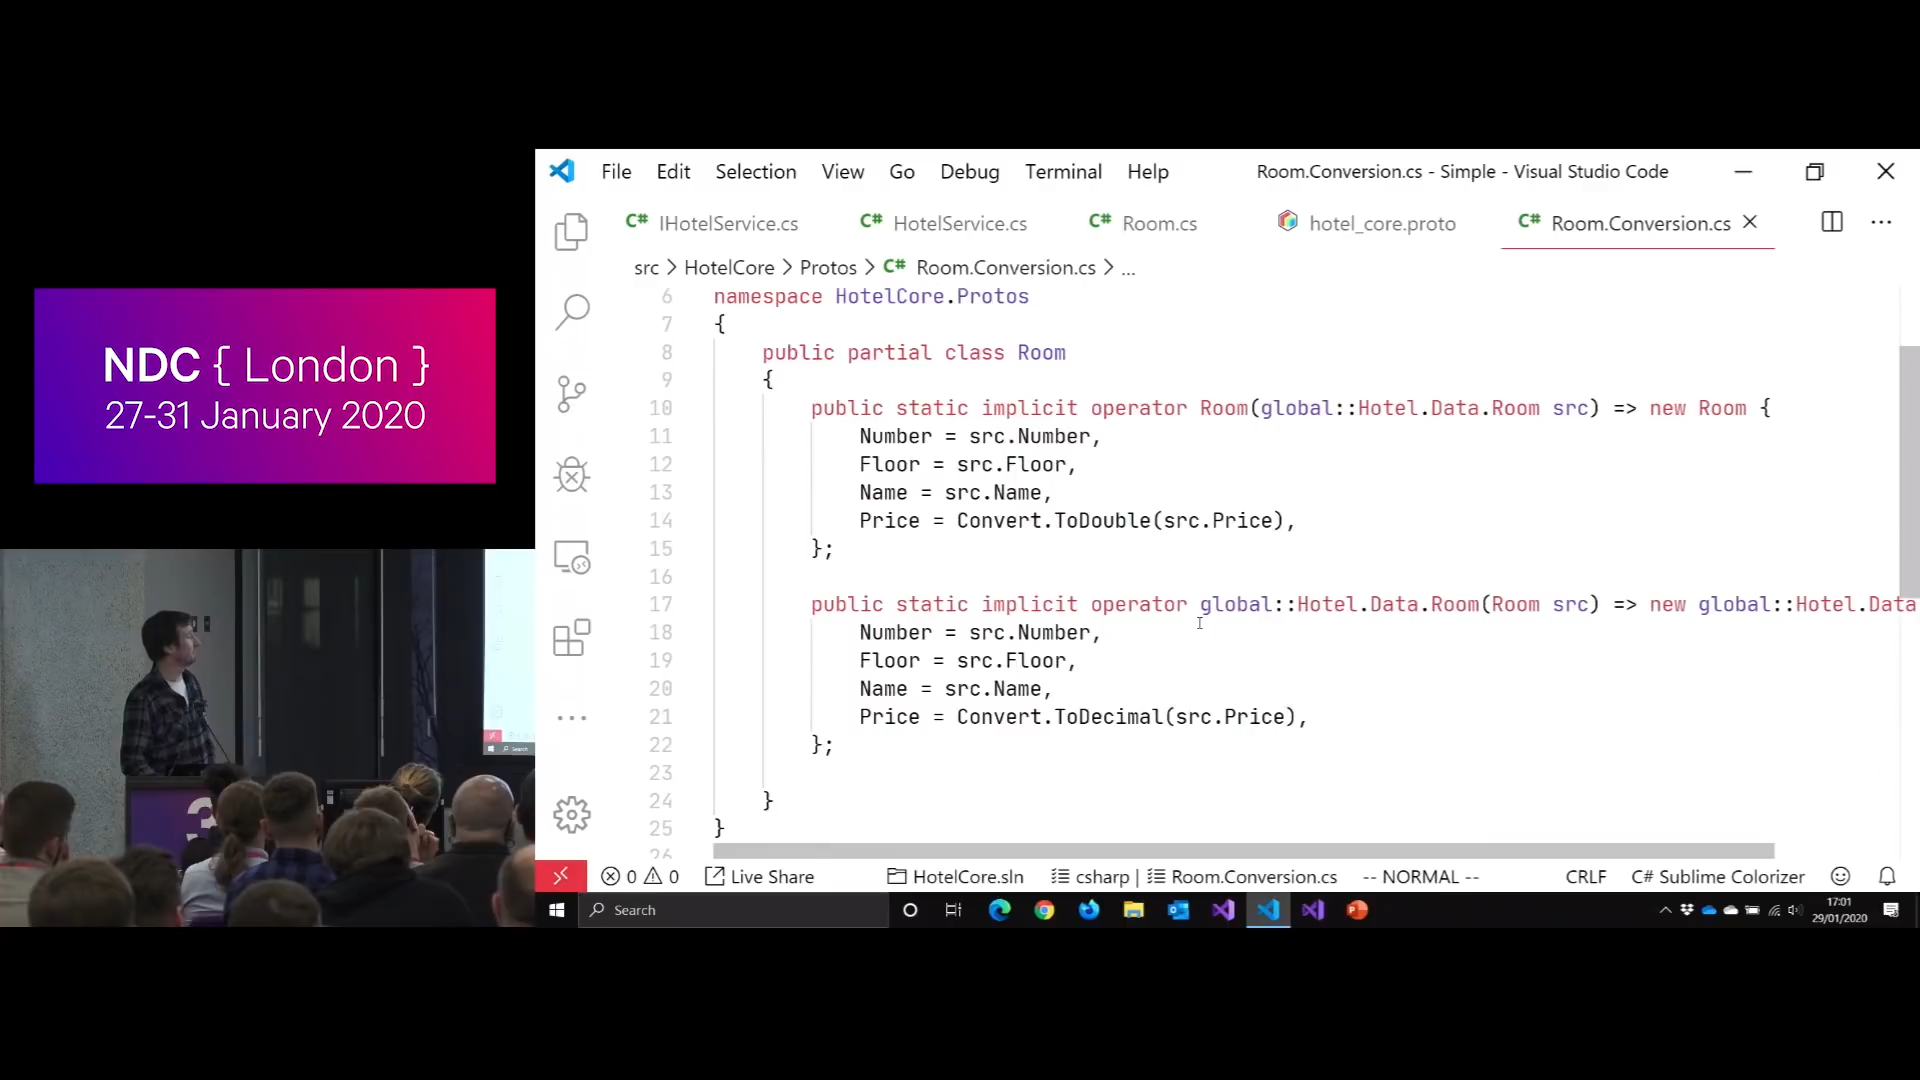 NDC { London }
27-31 January 2020
3
Search
File Edit Selection View Go Debug Terminal Help Room.Conversion.cs - Simple - Visual Studio Code
C# IHotelService.cs C# HotelService.cs C# Room.cs hotel_core.proto C# Room.Conversion.cs
src > HotelCore > Protos > C# Room.Conversion.cs > ...
6 namespace HotelCore.Protos
7 {
8 public partial class Room
9 {
10 public static implicit operator Room(global::Hotel.Data.Room src) => new Room {
11 Number = src.Number,
12 Floor = src.Floor,
13 Name = src.Name,
14 Price = Convert.ToDouble(src.Price),
15 };
16
17 public static implicit operator global::Hotel.Data.Room(Room src) => new global::Hotel.Data
18 Number = src.Number,
19 Floor = src.Floor,
20 Name = src.Name,
21 Price = Convert.ToDecimal(src.Price),
22 };
23
24 }
25 }
26
0 0 Live Share HotelCore.sln csharp | Room.Conversion.cs -- NORMAL -- CRLF C# Sublime Colorizer
Search 17:01
29/01/2020